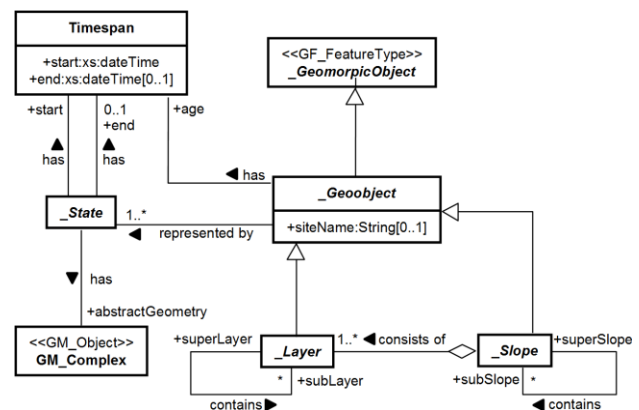 Timespan
+start:xs:dateTime
+end:xs:dateTime[0..1]
<<GF_FeatureType>>
_GeomorpicObject
+start
0..1
+end
+age
has
has
has
_Geoobject
+siteName:String[0..1]
_State
1..*
represented by
has
+abstractGeometry
<<GM_Object>>
GM_Complex
+superLayer
1..*
consists of
+superSlope
_Layer
_Slope
*
+subLayer
+subSlope
*
contains
contains